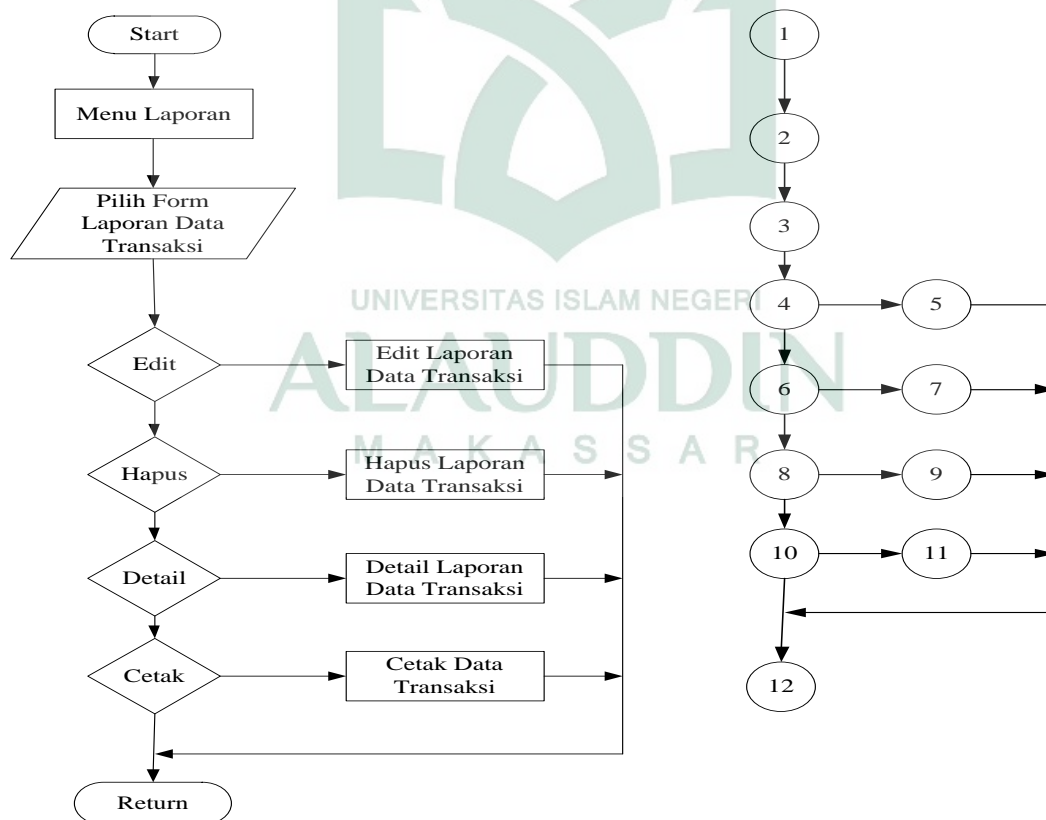 Start
Menu Laporan
Pilih Form
Laporan Data
Transaksi
Edit
Edit Laporan
Data Transaksi
Hapus
Hapus Laporan
Data Transaksi
Detail
Detail Laporan
Data Transaksi
Cetak
Cetak Data
Transaksi
Return
UNIVERSITAS ISLAM NEGERI
ALAUDDIN
MAKASSAR
1
2
3
4
5
6
7
8
9
10
11
12